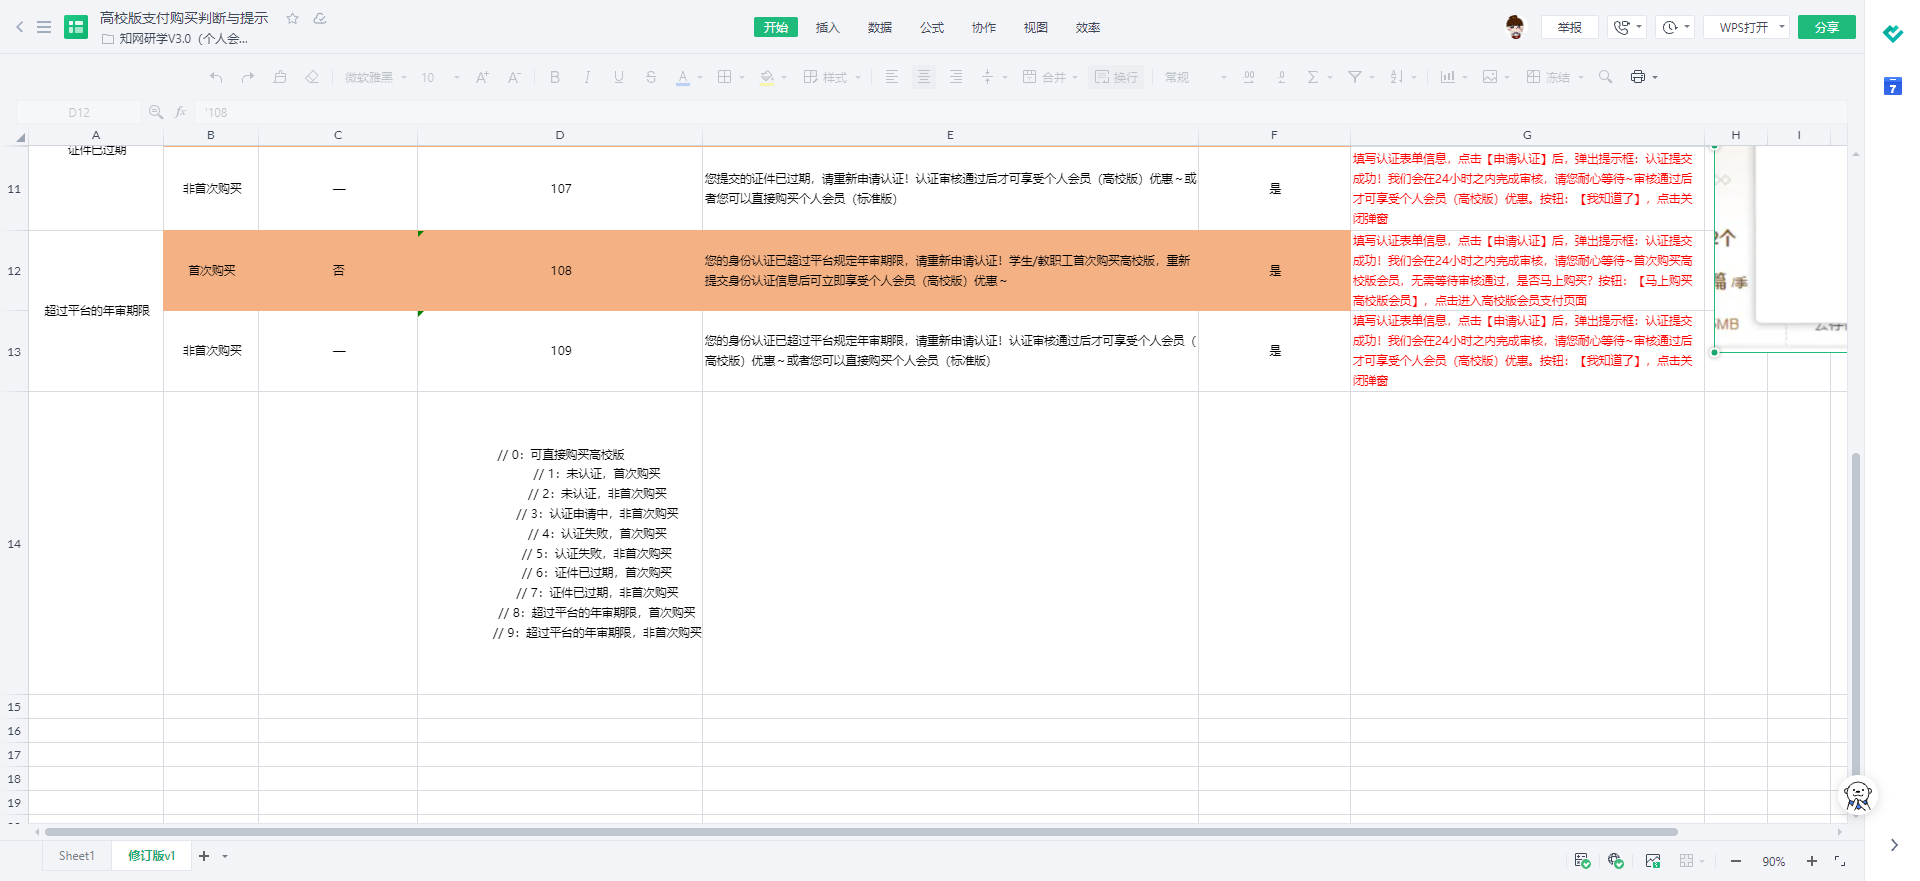 高校版支付购买判断与提示
知网研学V3.0（个人会...
开始 插入 数据 公式 协作 视图 效率
举报 WPS打开 分享
微软雅黑 10 A+ A- B I U S A 样式 合并 换行 常规 .00 .0 冻结
7
D12 fx '108
A B C D E F G H I
证件已过期
11 非首次购买 — 107
您提交的证件已过期，请重新申请认证！认证审核通过后才可享受个人会员（高校版）优惠～或
者您可以直接购买个人会员（标准版）
是
填写认证表单信息，点击【申请认证】后，弹出提示框：认证提交
成功！我们会在24小时之内完成审核，请您耐心等待~审核通过后
才可享受个人会员（高校版）优惠。按钮：【我知道了】，点击关
闭弹窗
超过平台的年审期限
12 首次购买 否 108
您的身份认证已超过平台规定年审期限，请重新申请认证！学生/教职工首次购买高校版，重新
提交身份认证信息后可立即享受个人会员（高校版）优惠～
是
填写认证表单信息，点击【申请认证】后，弹出提示框：认证提交
成功！我们会在24小时之内完成审核，请您耐心等待~首次购买高
校版会员，无需等待审核通过，是否马上购买？按钮：【马上购买
高校版会员】，点击进入高校版会员支付页面
13 非首次购买 — 109
您的身份认证已超过平台规定年审期限，请重新申请认证！认证审核通过后才可享受个人会员（
高校版）优惠～或者您可以直接购买个人会员（标准版）
是
填写认证表单信息，点击【申请认证】后，弹出提示框：认证提交
成功！我们会在24小时之内完成审核，请您耐心等待~审核通过后
才可享受个人会员（高校版）优惠。按钮：【我知道了】，点击关
闭弹窗
2个
篇/季
MB
14
// 0：可直接购买高校版
// 1：未认证，首次购买
// 2：未认证，非首次购买
// 3：认证申请中，非首次购买
// 4：认证失败，首次购买
// 5：认证失败，非首次购买
// 6：证件已过期，首次购买
// 7：证件已过期，非首次购买
// 8：超过平台的年审期限，首次购买
// 9：超过平台的年审期限，非首次购买
15
16
17
18
19
Sheet1 修订版v1
90%